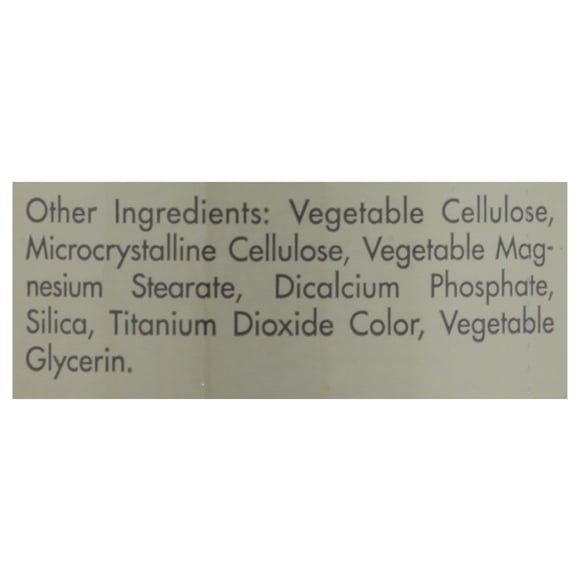 Other Ingredients: Vegetable Cellulose,
Microcrystalline Cellulose, Vegetable Mag-
nesium Stearate, Dicalcium Phosphate,
Silica, Titanium Dioxide Color, Vegetable
Glycerin.